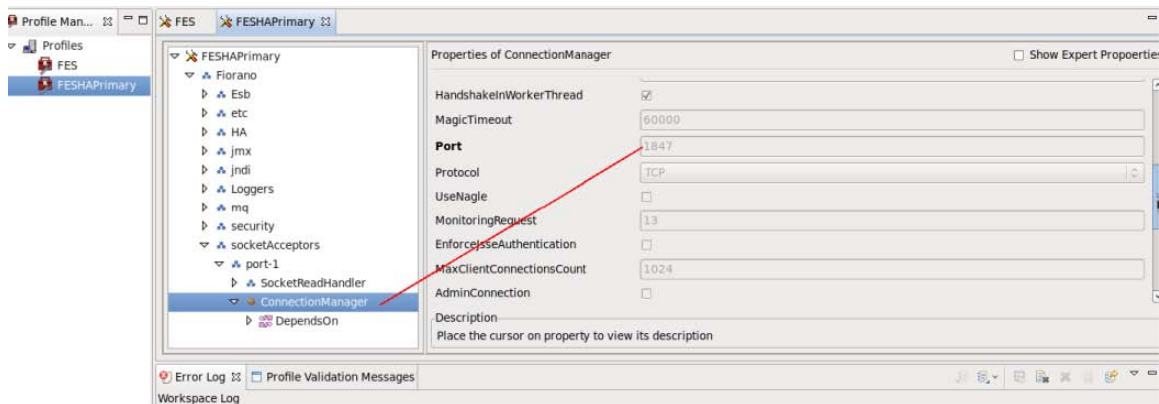 Profile Man...
FES
FESHAPrimary
Profiles
FES
FESHAPrimary
FESHAPrimary
Fiorano
Esb
etc
HA
jmx
jndi
Loggers
mq
security
socketAcceptors
port-1
SocketReadHandler
ConnectionManager
DependsOn
Properties of ConnectionManager
Show Expert Propoerties
HandshakeInWorkerThread
MagicTimeout 60000
Port 1847
Protocol TCP
UseNagle
MonitoringRequest 13
EnforceJsseAuthentication
MaxClientConnectionsCount 1024
AdminConnection
Description
Place the cursor on property to view its description
Error Log
Profile Validation Messages
Workspace Log